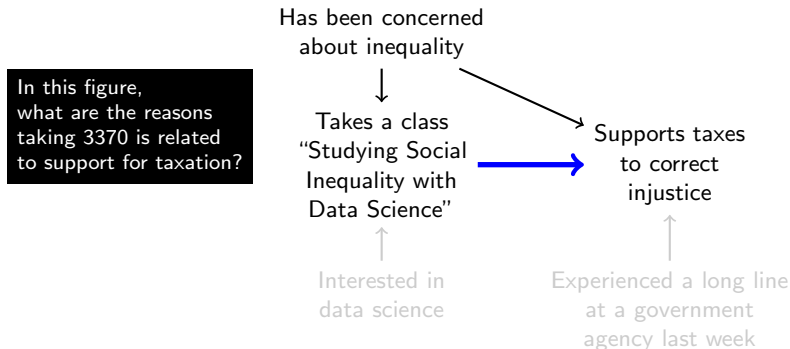 Has been concerned
about inequality
In this figure,
what are the reasons
taking 3370 is related
to support for taxation?
Takes a class
“Studying Social
Inequality with
Data Science”
Supports taxes
to correct
injustice
Interested in
data science
Experienced a long line
at a government
agency last week